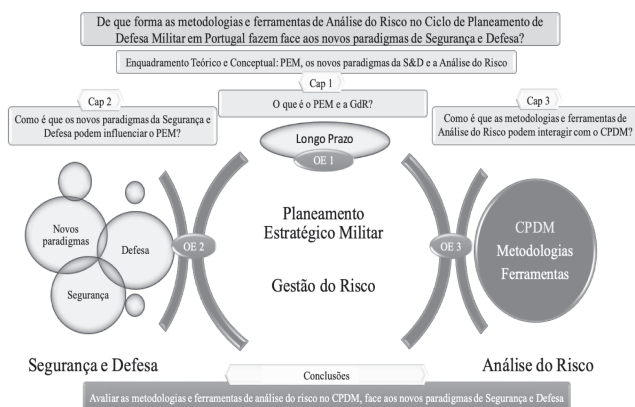 De que forma as metodologias e ferramentas de Análise do Risco no Ciclo de Planeamento de
Defesa Militar em Portugal fazem face aos novos paradigmas de Segurança e Defesa?
Enquadramento Teórico e Conceptual: PEM, os novos paradigmas da S&D e a Análise do Risco
Cap 1
O que é o PEM e a GdR?
Cap 2
Como é que os novos paradigmas da Segurança e
Defesa podem influenciar o PEM?
Cap 3
Como é que as metodologias e ferramentas de
Análise do Risco podem interagir com o CPDM?
Longo Prazo
OE 1
Novos
paradigmas
Defesa
Segurança
OE 2
Planeamento
Estratégico Militar
Gestão do Risco
OE 3
CPDM
Metodologias
Ferramentas
Segurança e Defesa
Análise do Risco
Conclusões
Avaliar as metodologias e ferramentas de análise do risco no CPDM, face aos novos paradigmas de Segurança e Defesa